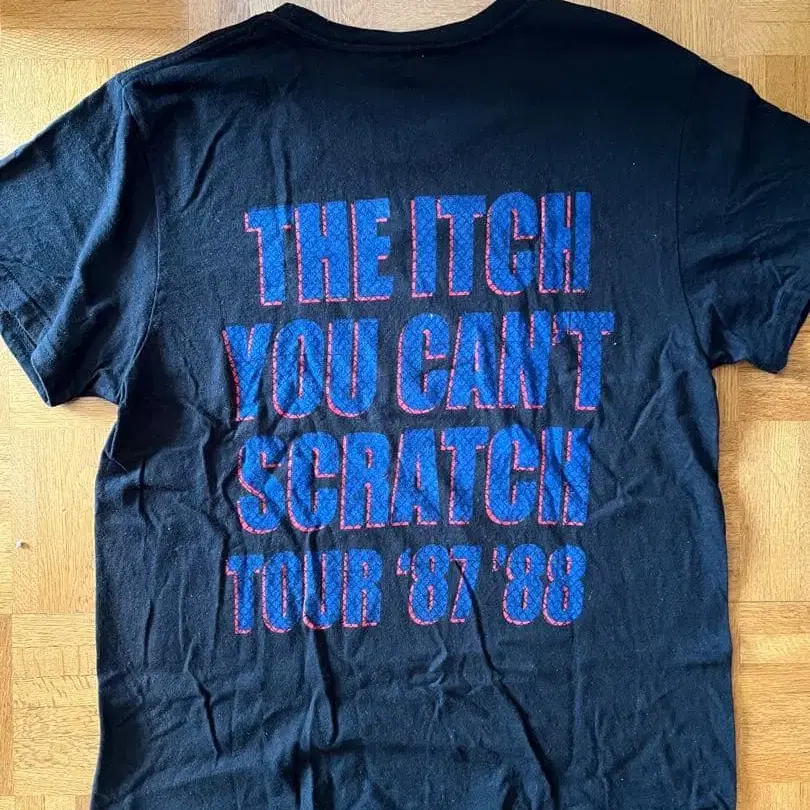 THE ITCH
YOU CAN'T
SCRATCH
TOUR '87 '88